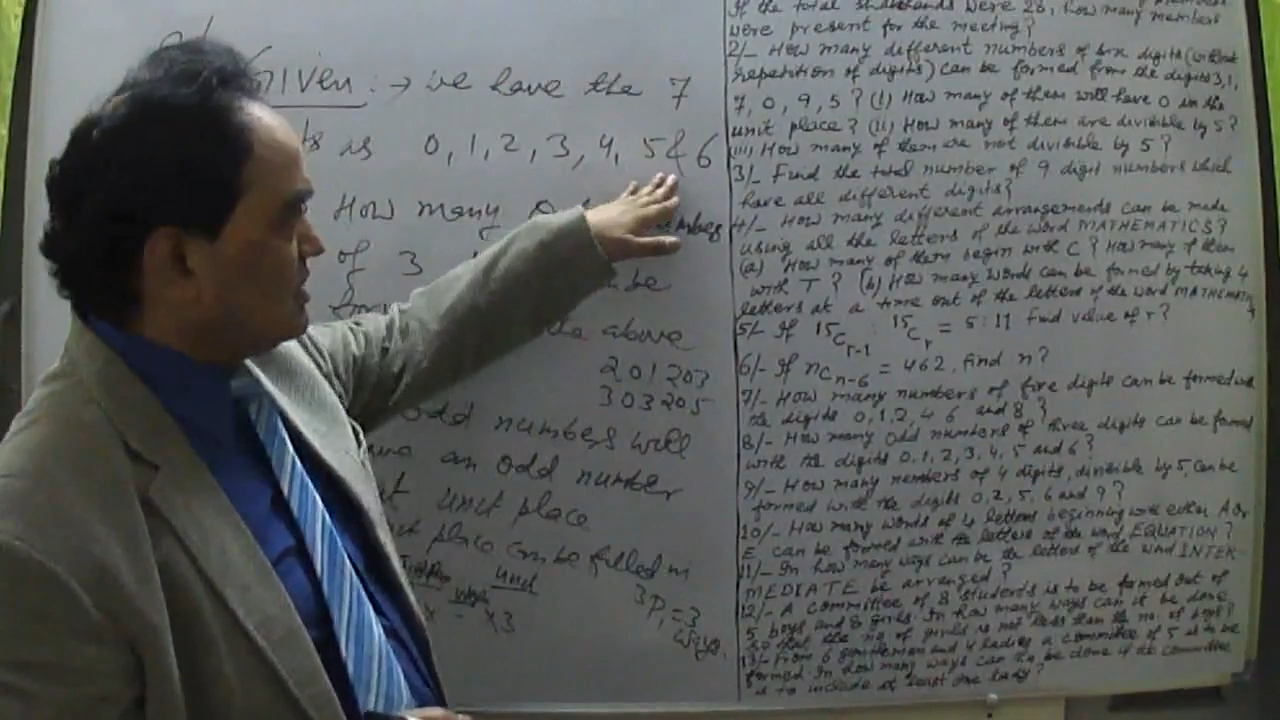 Given :→ we have the 7
is 0, 1, 2, 3, 4, 5 & 6
How many
of 3 be
the above
201203
303205
odd numbers will
an odd number
unit place
place can be filled in
unit
ways
x - x3
3P1 = 3
ways.
If the total shakehands were 28, how many members
were present for the meeting?
2/- How many different numbers of six digits (without
repetition of digits) can be formed from the digits 3, 1,
7, 0, 9, 5 ? (i) How many of them will have 0 in the
unit place? (ii) How many of them are divisible by 5?
(iii) How many of them are not divisible by 5?
3/- Find the total number of 9 digit numbers which
have all different digits?
4/- How many different arrangements can be made
using all the letters of the word MATHEMATICS?
(a) How many of them begin with C ? How many of them
with T ? (b) How many words can be formed by taking 4
letters at a time out of the letters of the word MATHEMATI
5/- If 15Cr-1 : 15Cr = 5:11 Find value of r?
6/- If nCn-6 = 462, find n?
7/- How many numbers of five digits can be formed with
the digits 0, 1, 2, 4 6 and 8 ?
8/- How many odd numbers of three digits can be formed
with the digits 0, 1, 2, 3, 4, 5 and 6 ?
9/- How many numbers of 4 digits, divisible by 5, can be
formed with the digits 0, 2, 5, 6 and 9 ?
10/- How many words of 4 letters beginning with either A or
E can be formed with the letters of the word EQUATION ?
11/- In how many ways can be the letters of the word INTER-
MEDIATE be arranged ?
12/- A committee of 8 students is to be formed out of
5 boys and 8 girls. In how many ways can it be done
so that the no of girls is not less than the no. of boys?
13/- From 6 gentlemen and 4 ladies a committee of 5 is to be
formed. In how many ways can this be done if the committee
is to include at least one lady?